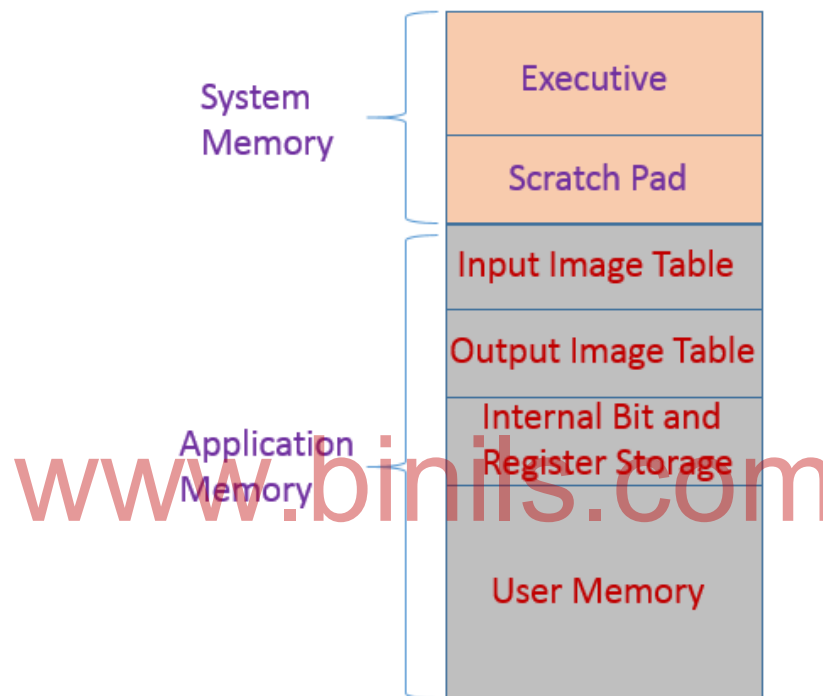 System
Memory
Executive
Scratch Pad
Input Image Table
Output Image Table
Internal Bit and
Register Storage
Application
Memory
User Memory
www.binils.com